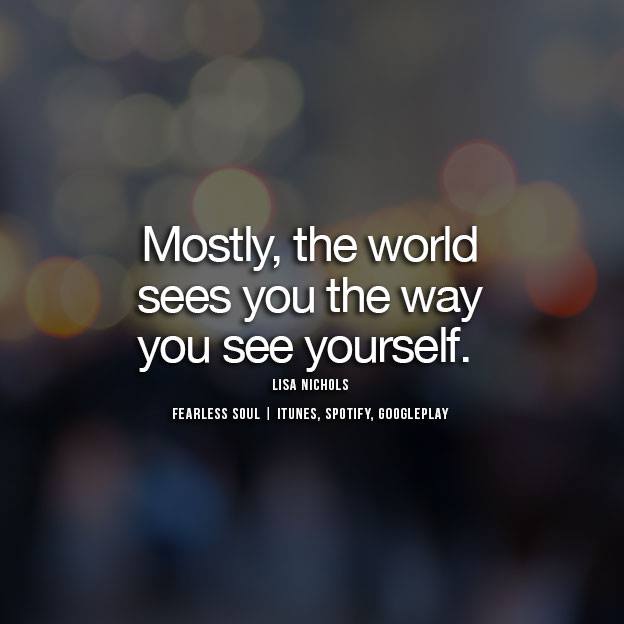 Mostly, the world
sees you the way
you see yourself.
LISA NICHOLS
FEARLESS SOUL | ITUNES, SPOTIFY, GOOGLEPLAY